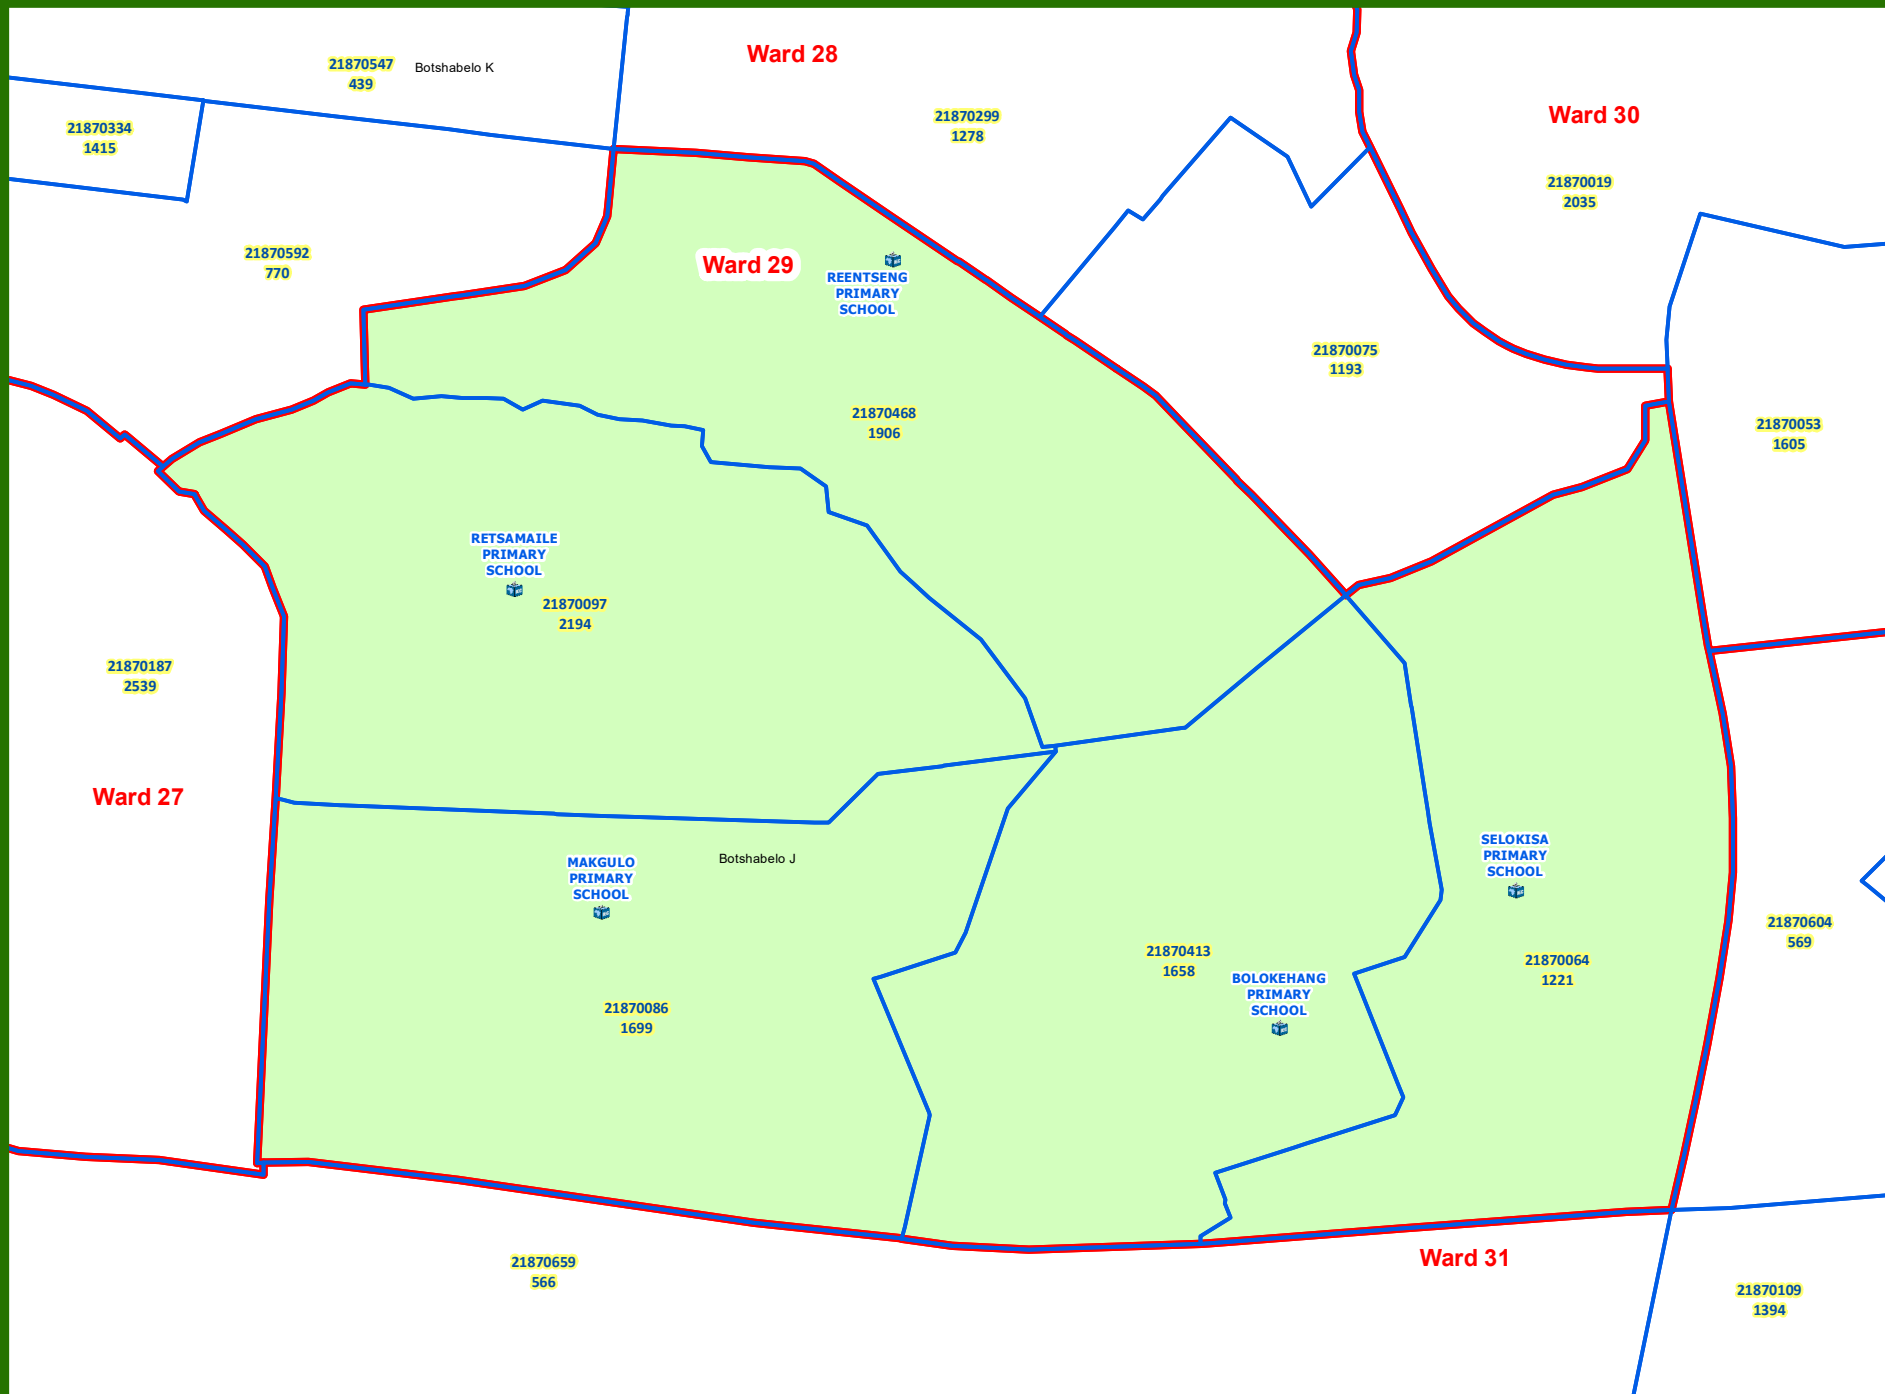 Ward 28
21870547
439
Botshabelo K
21870299
1278
Ward 30
21870334
1415
21870019
2035
21870592
770
Ward 29
REENTSENG
PRIMARY
SCHOOL
21870075
1193
21870468
1906
21870053
1605
RETSAMAILE
PRIMARY
SCHOOL
21870097
2194
21870187
2539
Ward 27
Botshabelo J
MAKGULO
PRIMARY
SCHOOL
SELOKISA
PRIMARY
SCHOOL
21870604
569
21870413
1658
21870064
1221
BOLOKEHANG
PRIMARY
SCHOOL
21870086
1699
21870659
566
Ward 31
21870109
1394